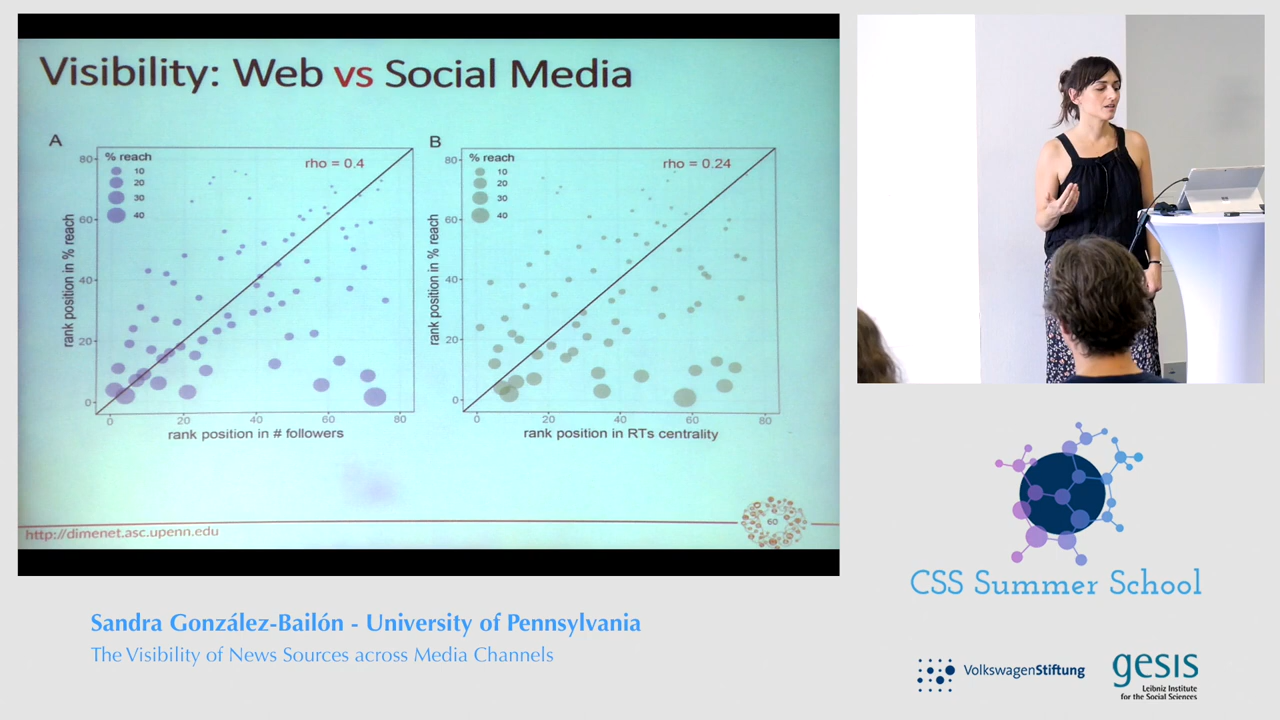 Visibility: Web vs Social Media
A
% reach
10
20
30
40
rho = 0.4
80
60
40
20
0
rank position in % reach
0 20 40 60 80
rank position in # followers
B
% reach
10
20
30
40
rho = 0.24
80
60
40
20
0
rank position in % reach
0 20 40 60 80
rank position in RTs centrality
http://dimenet.asc.upenn.edu
60
CSS Summer School
Sandra González-Bailón - University of Pennsylvania
The Visibility of News Sources across Media Channels
VolkswagenStiftung
gesis
Leibniz Institute
for the Social Sciences